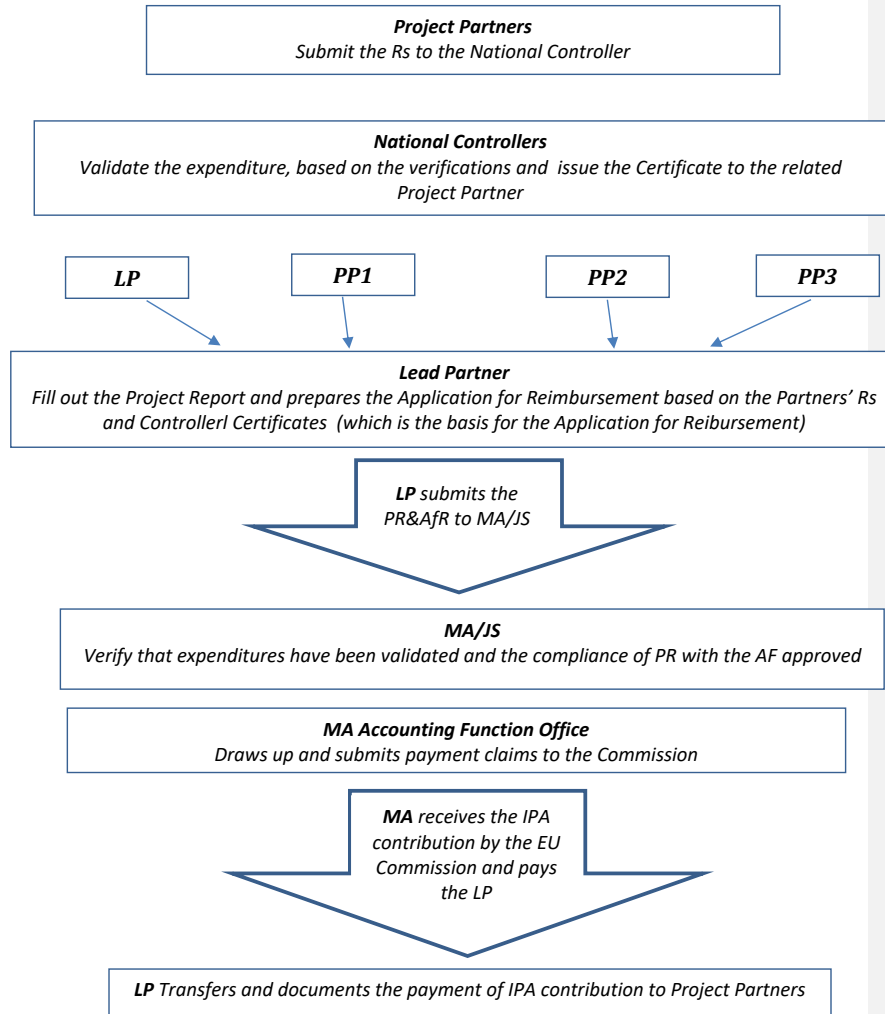 Project Partners
Submit the Rs to the National Controller
National Controllers
Validate the expenditure, based on the verifications and issue the Certificate to the related
Project Partner
LP
PP1
PP2
PP3
Lead Partner
Fill out the Project Report and prepares the Application for Reimbursement based on the Partners’ Rs
and Controllerl Certificates (which is the basis for the Application for Reibursement)
LP submits the
PR&AfR to MA/JS
MA/JS
Verify that expenditures have been validated and the compliance of PR with the AF approved
MA Accounting Function Office
Draws up and submits payment claims to the Commission
MA receives the IPA
contribution by the EU
Commission and pays
the LP
LP Transfers and documents the payment of IPA contribution to Project Partners